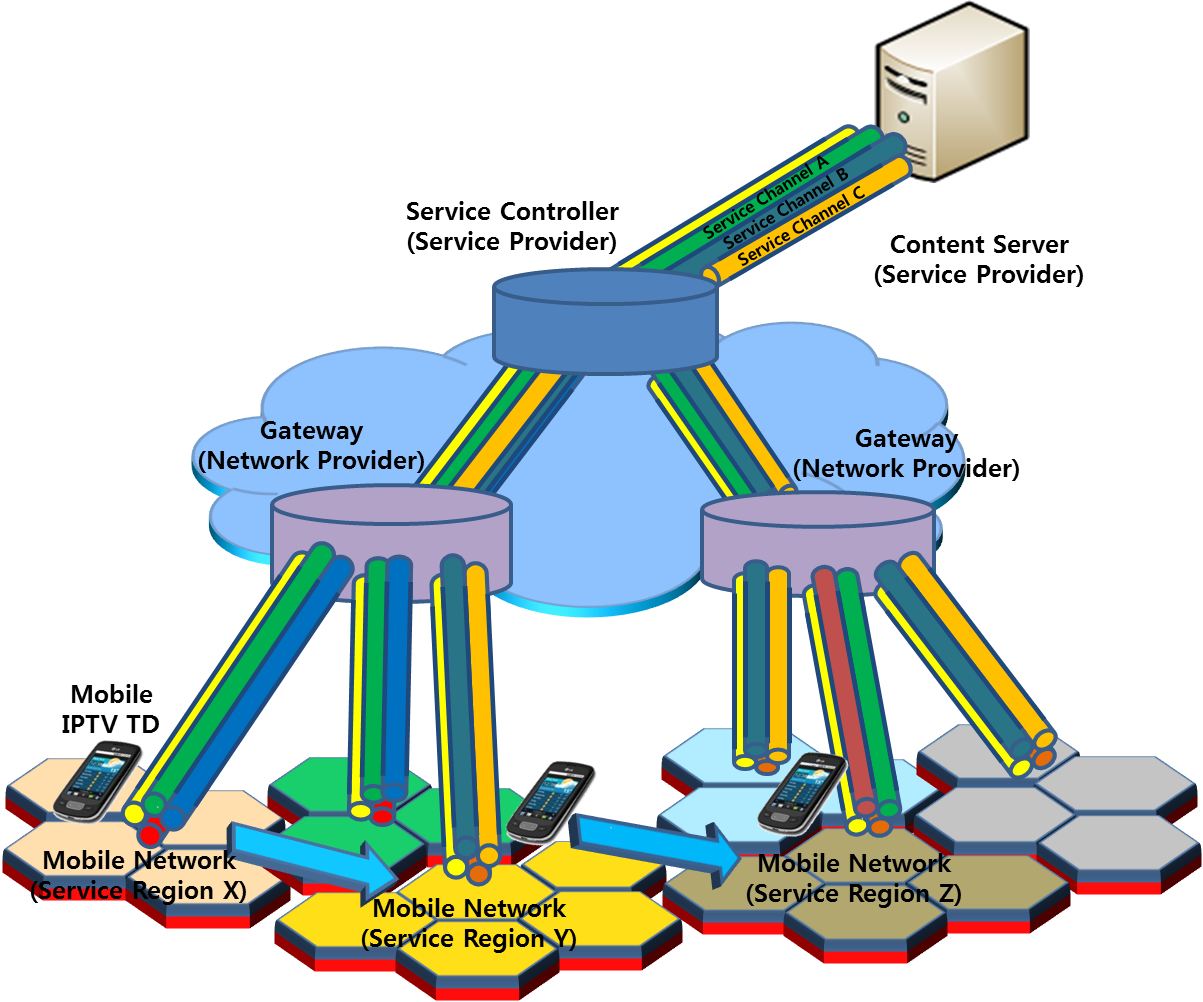 Service Channel A
Service Channel B
Service Channel C
Service Controller
(Service Provider)
Content Server
(Service Provider)
Gateway
(Network Provider)
Gateway
(Network Provider)
Mobile
IPTV TD
Mobile Network
(Service Region X)
Mobile Network
(Service Region Y)
Mobile Network
(Service Region Z)